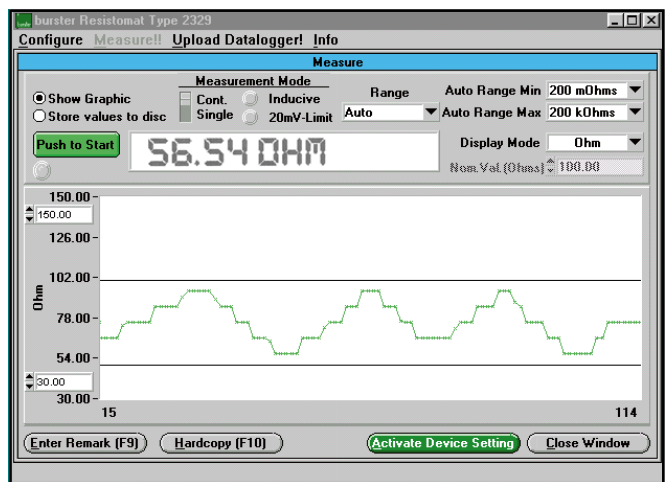 burster Resistomat Type 2329
Configure Measure!! Upload Datalogger! Info
Measure
Measurement Mode
Show Graphic
Store values to disc
Cont.
Single
Inducive
20mV-Limit
Range
Auto
Auto Range Min 200 mOhms
Auto Range Max 200 kOhms
Push to Start
56.54 OHM
Display Mode Ohm
Nom.Val.(Ohms) 100.00
150.00
150.00
126.00
102.00
Ohm
78.00
54.00
30.00
30.00
15 114
Enter Remark (F9) Hardcopy (F10) Activate Device Setting Close Window